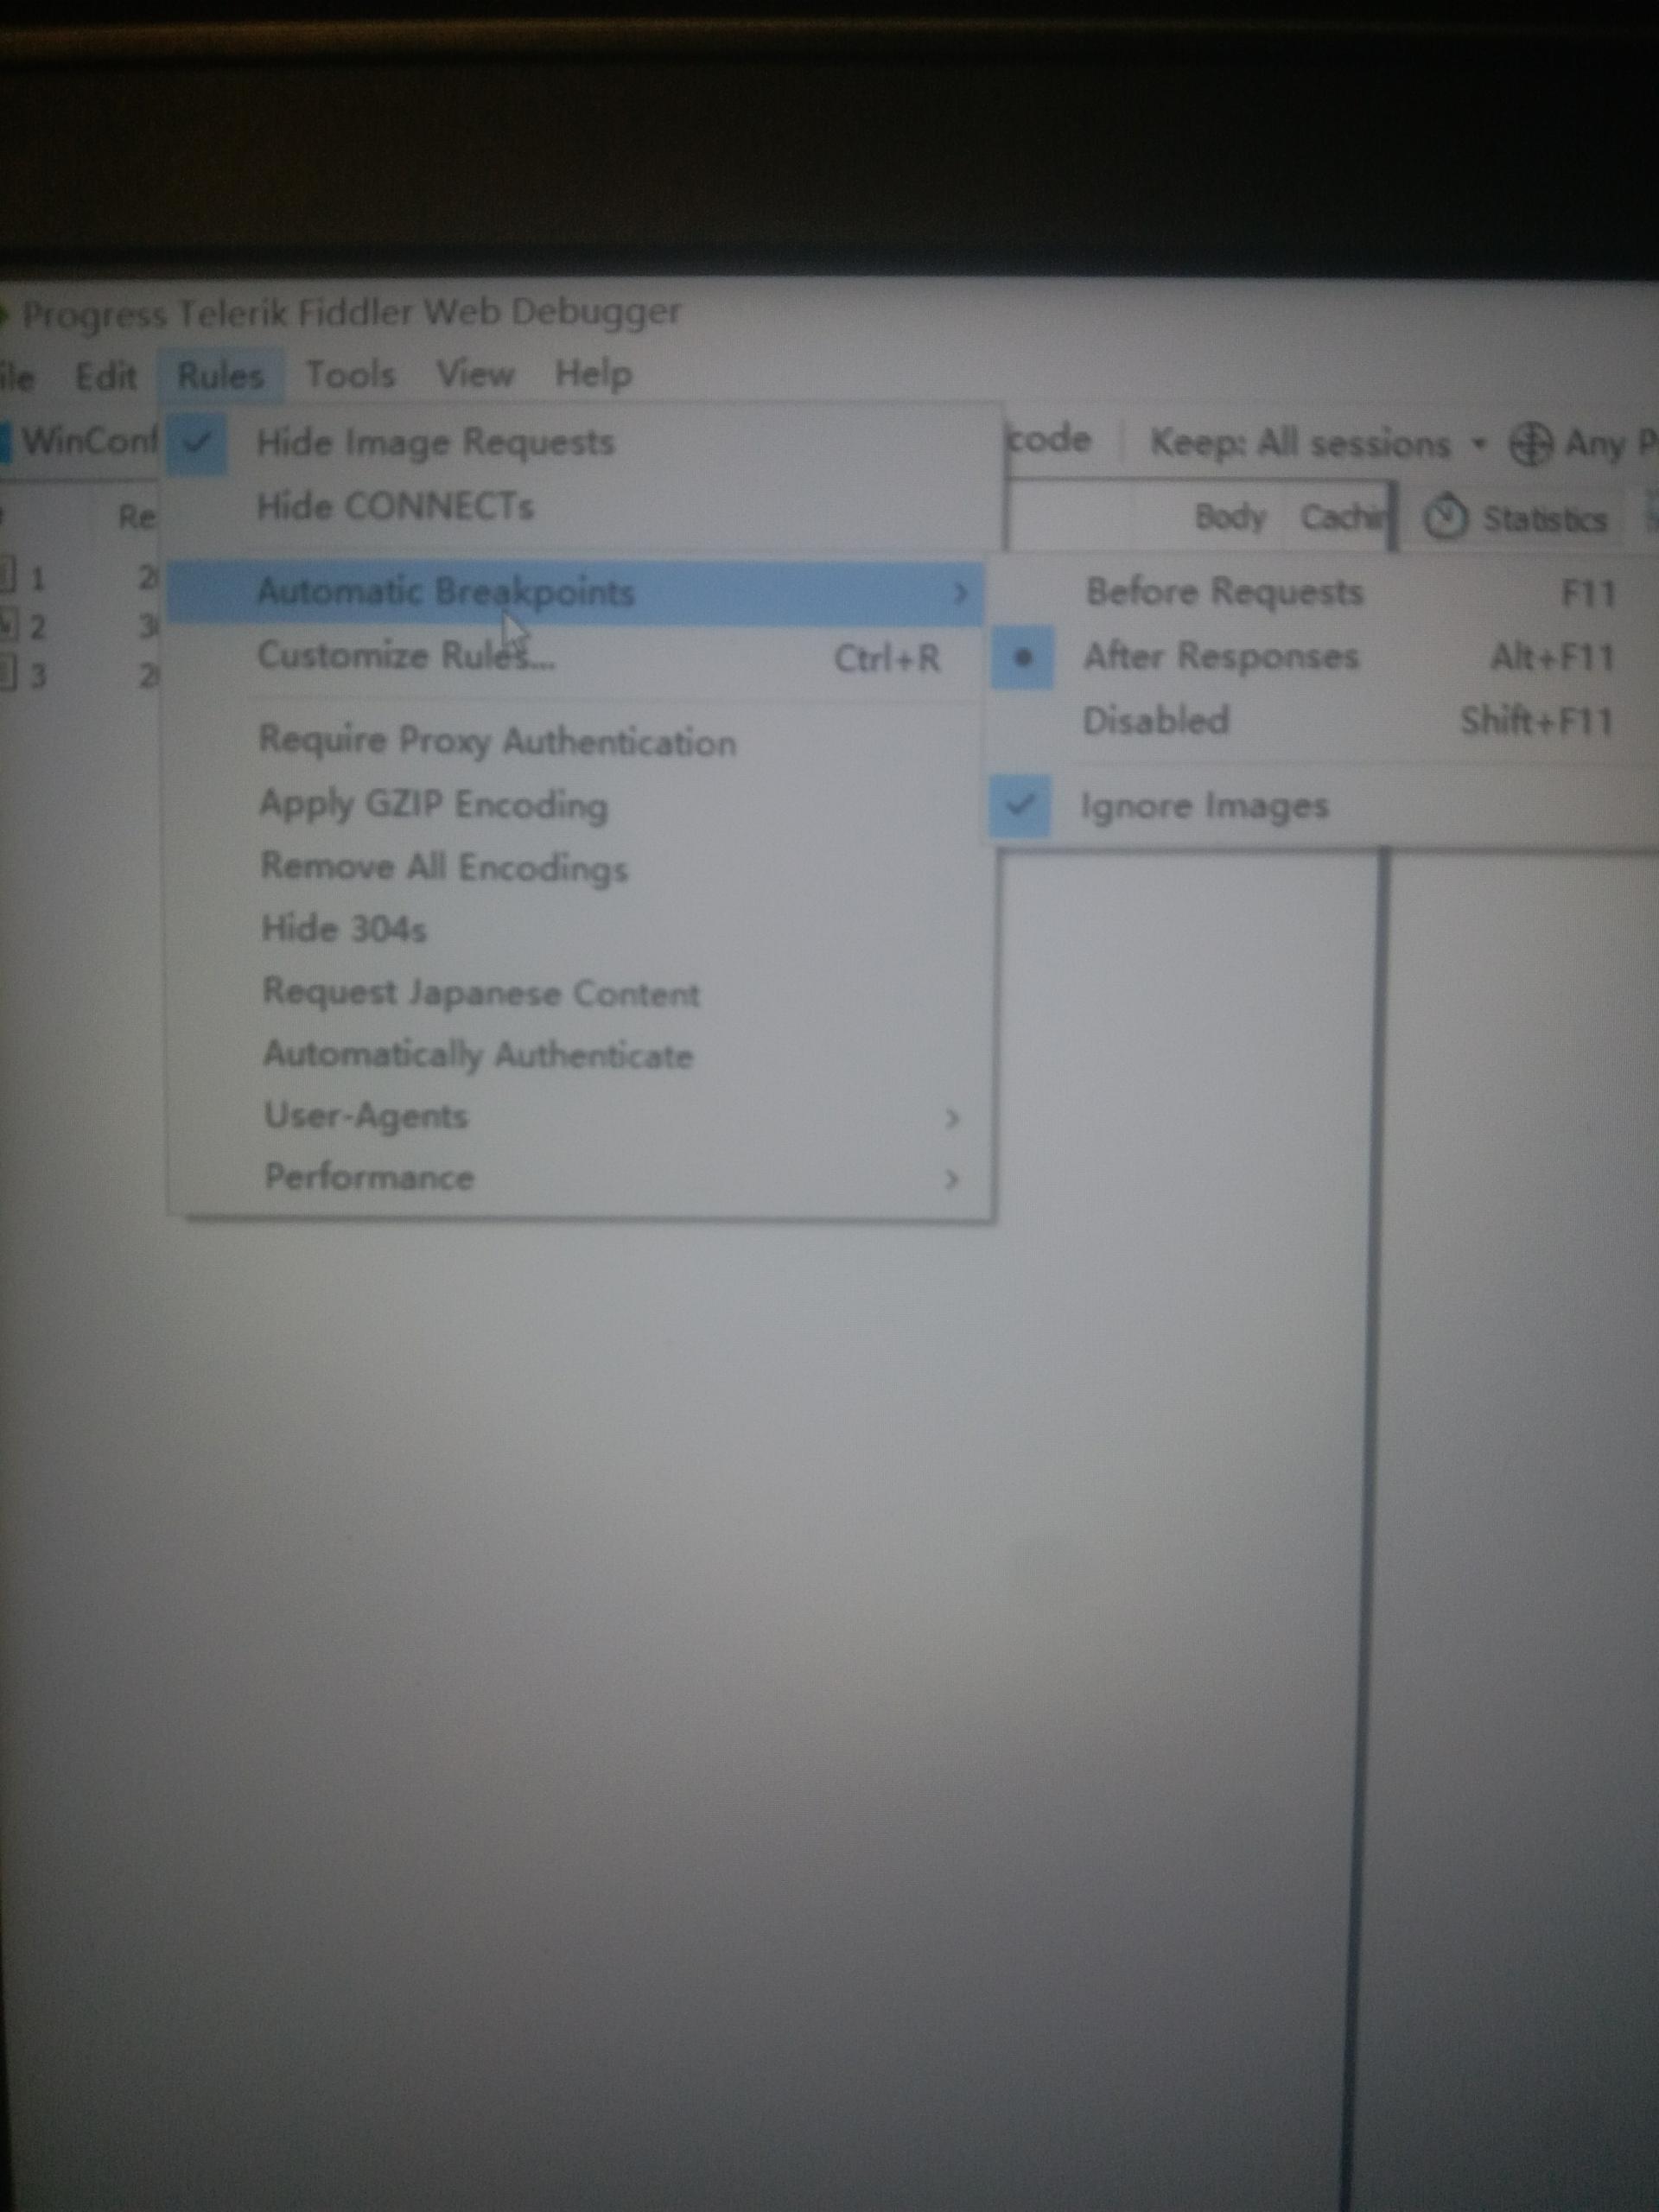 Progress Telerik Fiddler Web Debugger
Edit Rules Tools View Help
WinConf
code Keep: All sessions Any P
Re Body Cachin Statistics
1 2
2 3
3 2
Hide Image Requests
Hide CONNECTs
Automatic Breakpoints
Customize Rules... Ctrl+R
Require Proxy Authentication
Apply GZIP Encoding
Remove All Encodings
Hide 304s
Request Japanese Content
Automatically Authenticate
User-Agents
Performance
Before Requests F11
After Responses Alt+F11
Disabled Shift+F11
Ignore Images